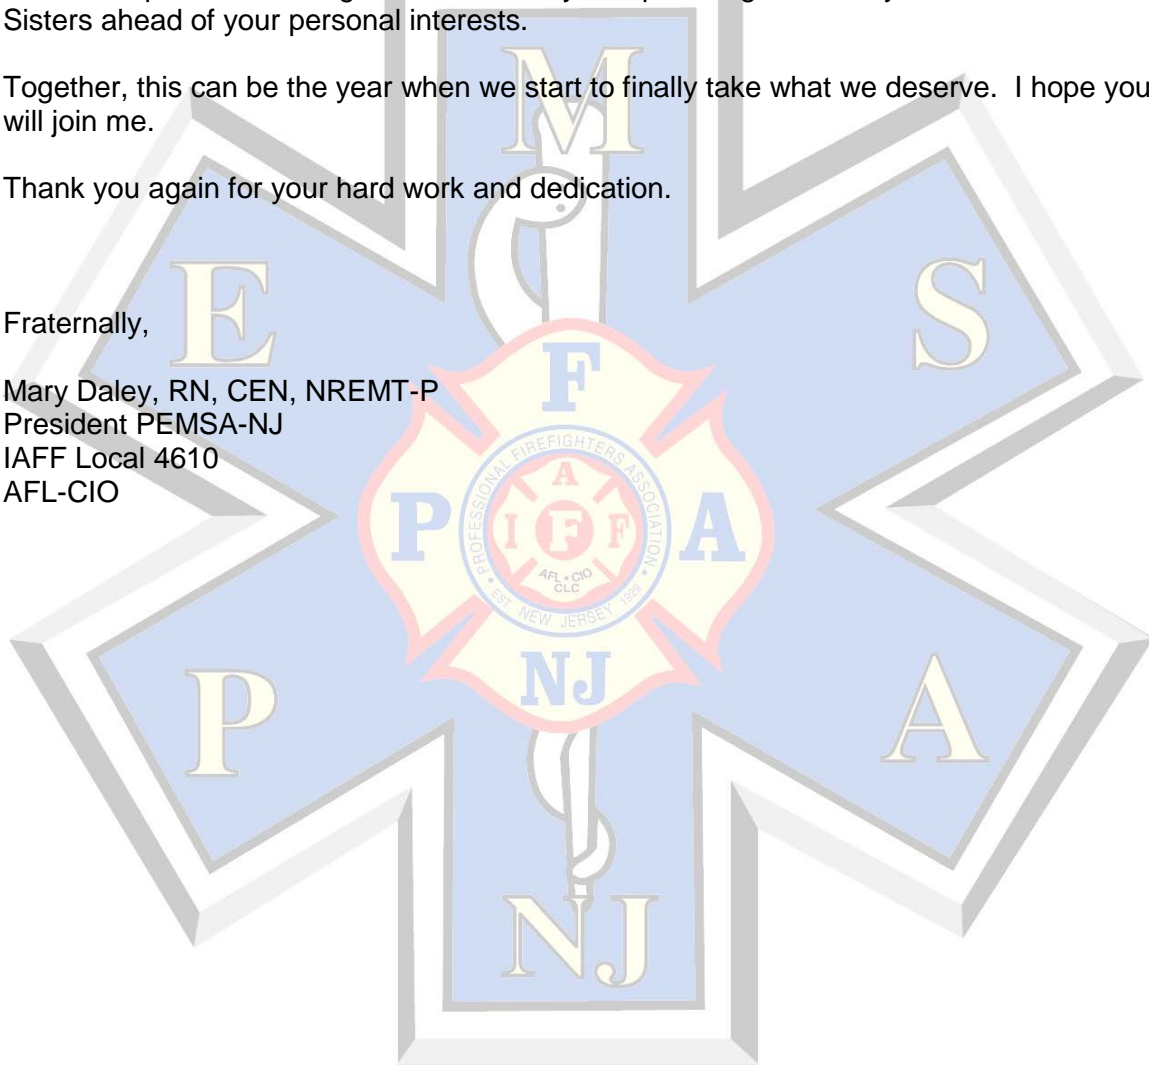 Sisters ahead of your personal interests.
Together, this can be the year when we start to finally take what we deserve.  I hope you
will join me.
Thank you again for your hard work and dedication.
Fraternally,
Mary Daley, RN, CEN, NREMT-P
President PEMSA-NJ
IAFF Local 4610
AFL-CIO
M
E
S
F
PROFESSIONAL FIREFIGHTERS ASSOCIATION
A
P
I F F
A
AFL • CIO
CLC
EST. NEW JERSEY 1929
NJ
P
A
NJ